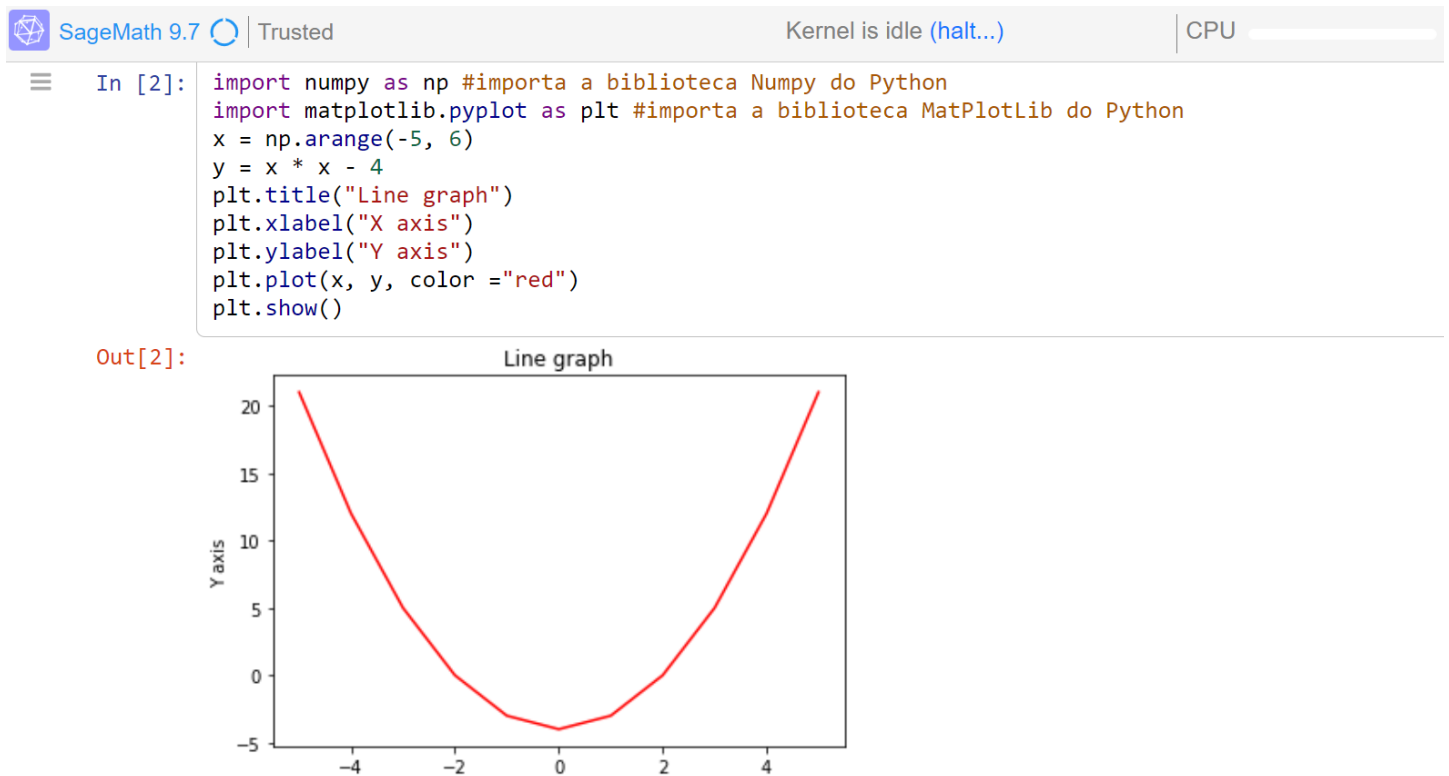 SageMath 9.7 Trusted Kernel is idle (halt...) CPU
In [2]: import numpy as np #importa a biblioteca Numpy do Python
import matplotlib.pyplot as plt #importa a biblioteca MatPlotLib do Python
x = np.arange(-5, 6)
y = x * x - 4
plt.title("Line graph")
plt.xlabel("X axis")
plt.ylabel("Y axis")
plt.plot(x, y, color ="red")
plt.show()
Out[2]:
Line graph
20
15
10
5
0
−5
Y axis
−4 −2 0 2 4